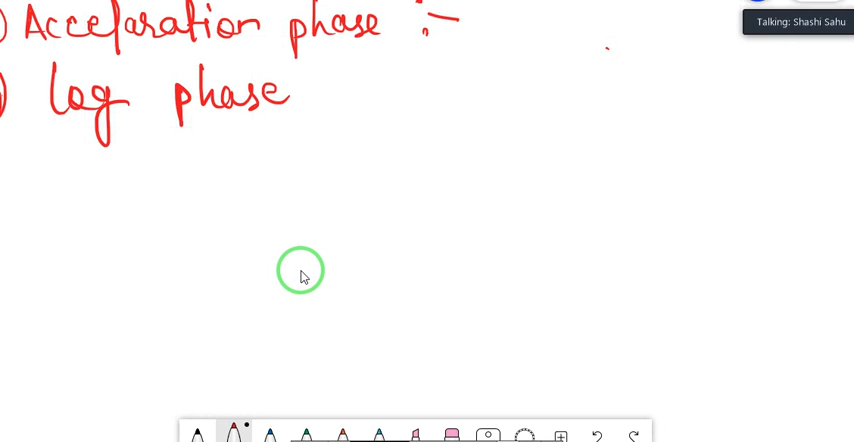 Talking: Shashi Sahu
) Accelaration phase :-
) log phase